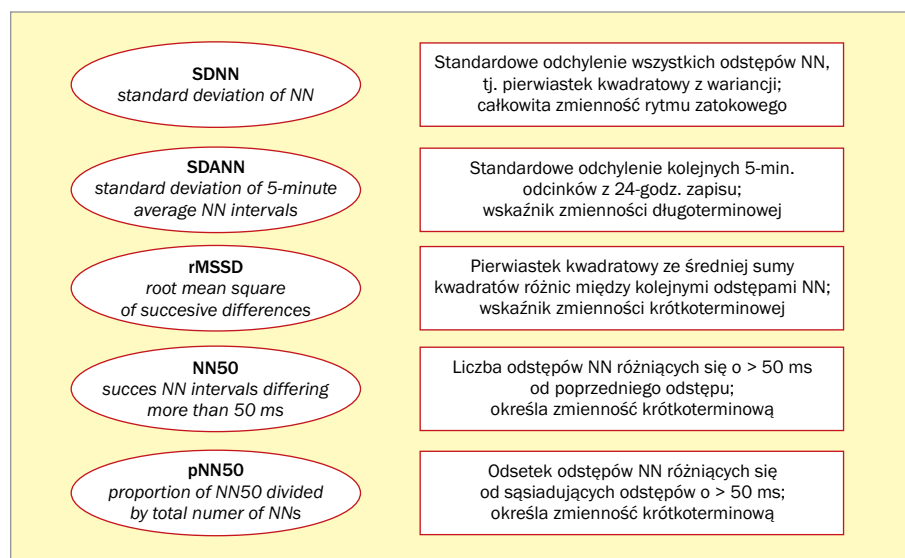 SDNN
standard deviation of NN
Standardowe odchylenie wszystkich odstępów NN,
tj. pierwiastek kwadratowy z wariancji;
całkowita zmienność rytmu zatokowego
SDANN
standard deviation of 5-minute
average NN intervals
Standardowe odchylenie kolejnych 5-min.
odcinków z 24-godz. zapisu;
wskaźnik zmienności długoterminowej
rMSSD
root mean square
of succesive differences
Pierwiastek kwadratowy ze średniej sumy
kwadratów różnic między kolejnymi odstępami NN;
wskaźnik zmienności krótkoterminowej
NN50
succes NN intervals differing
more than 50 ms
Liczba odstępów NN różniących się o > 50 ms
od poprzedniego odstępu;
określa zmienność krótkoterminową
pNN50
proportion of NN50 divided
by total numer of NNs
Odsetek odstępów NN różniących się
od sąsiadujących odstępów o > 50 ms;
określa zmienność krótkoterminową